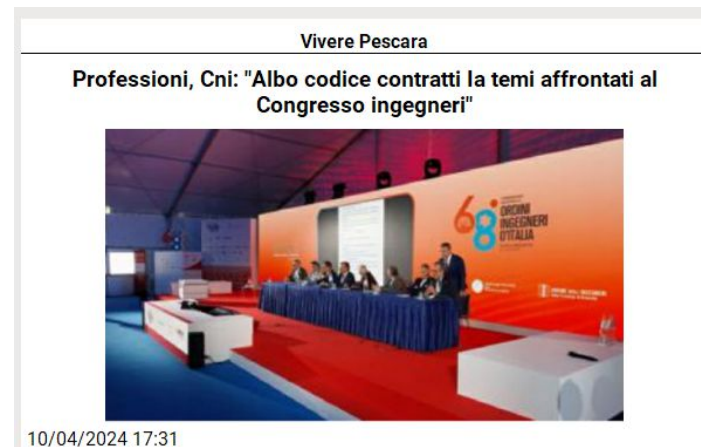 Vivere Pescara
Professioni, Cni: "Albo codice contratti Ia temi affrontati al
Congresso ingegneri"
68°
ORDINI
INGEGNERI
D'ITALIA
10/04/2024 17:31